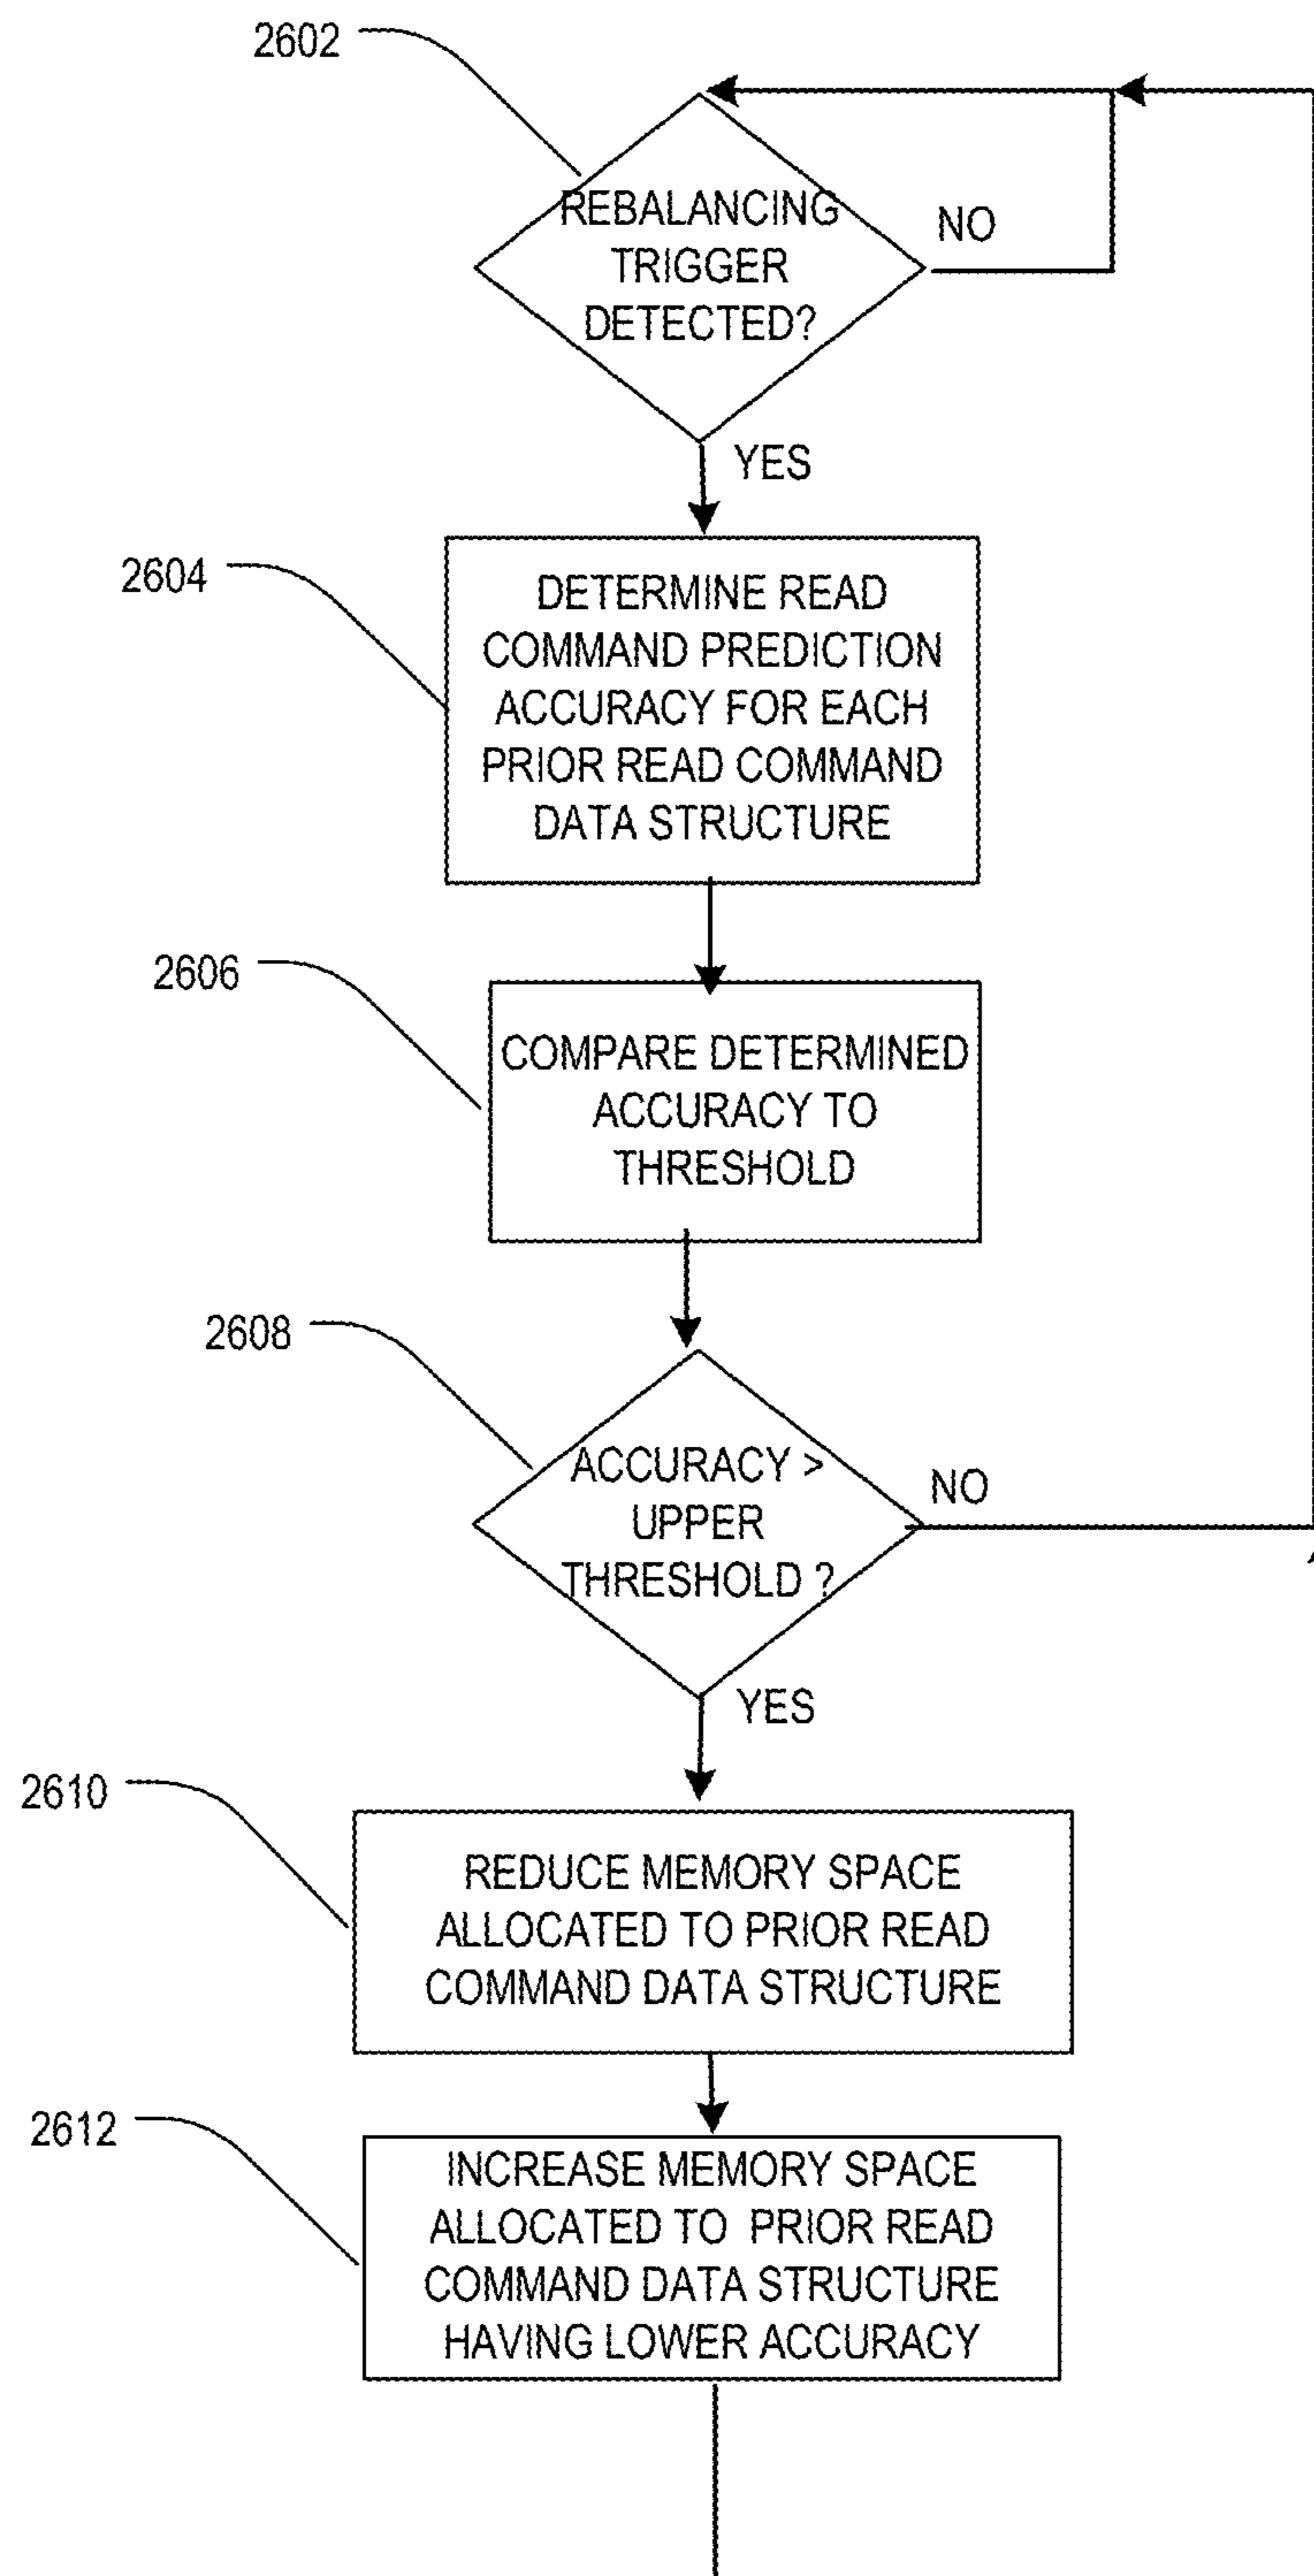 2602
REBALANCING
TRIGGER
DETECTED?
NO
YES
2604
DETERMINE READ
COMMAND PREDICTION
ACCURACY FOR EACH
PRIOR READ COMMAND
DATA STRUCTURE
2606
COMPARE DETERMINED
ACCURACY TO
THRESHOLD
2608
ACCURACY >
UPPER
THRESHOLD ?
NO
YES
2610
REDUCE MEMORY SPACE
ALLOCATED TO PRIOR READ
COMMAND DATA STRUCTURE
2612
INCREASE MEMORY SPACE
ALLOCATED TO PRIOR READ
COMMAND DATA STRUCTURE
HAVING LOWER ACCURACY